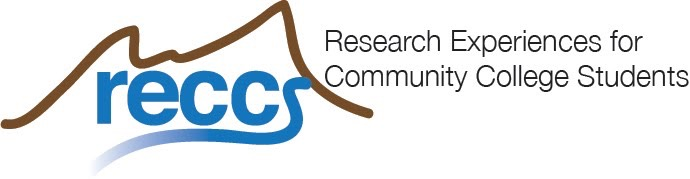 reccs
Research Experiences for
Community College Students